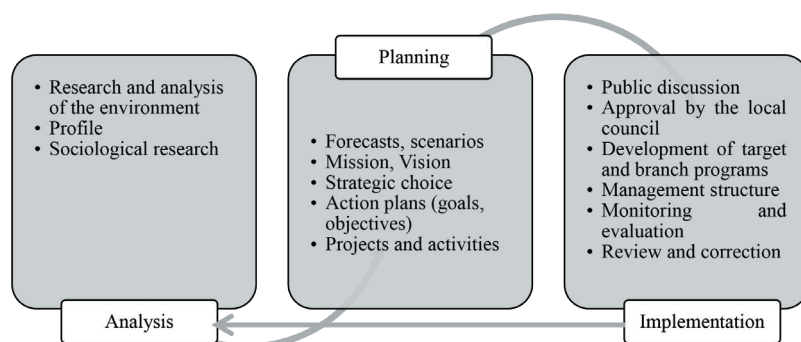 • Research and analysis
of the environment
• Profile
• Sociological research
Analysis
Planning
• Forecasts, scenarios
• Mission, Vision
• Strategic choice
• Action plans (goals,
objectives)
• Projects and activities
• Public discussion
• Approval by the local
council
• Development of target
and branch programs
• Management structure
• Monitoring and
evaluation
• Review and correction
Implementation